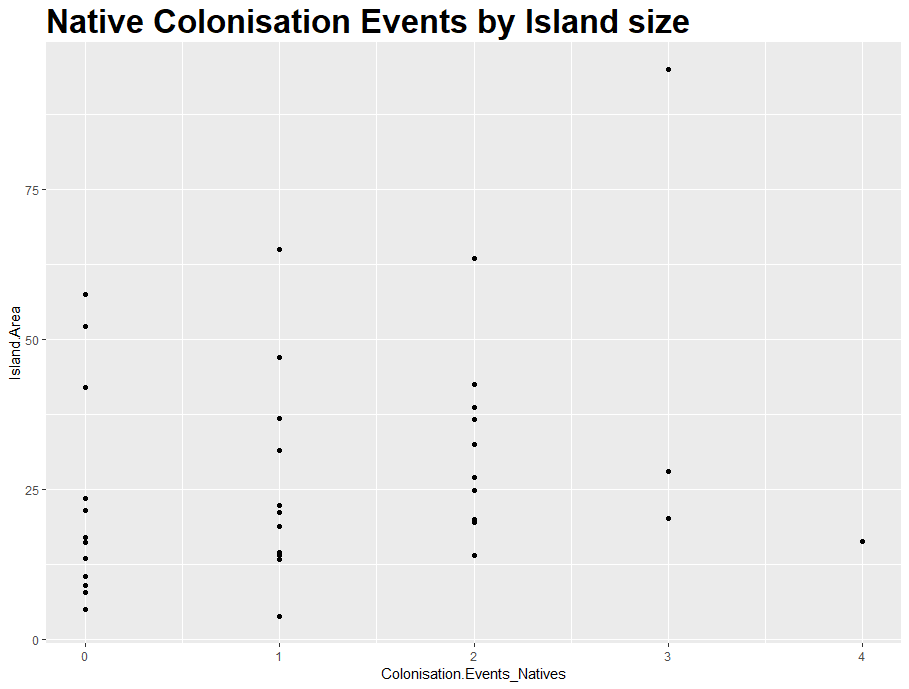 Native Colonisation Events by Island size
Island.Area
75
50
25
0
0 1 2 3 4
Colonisation.Events_Natives